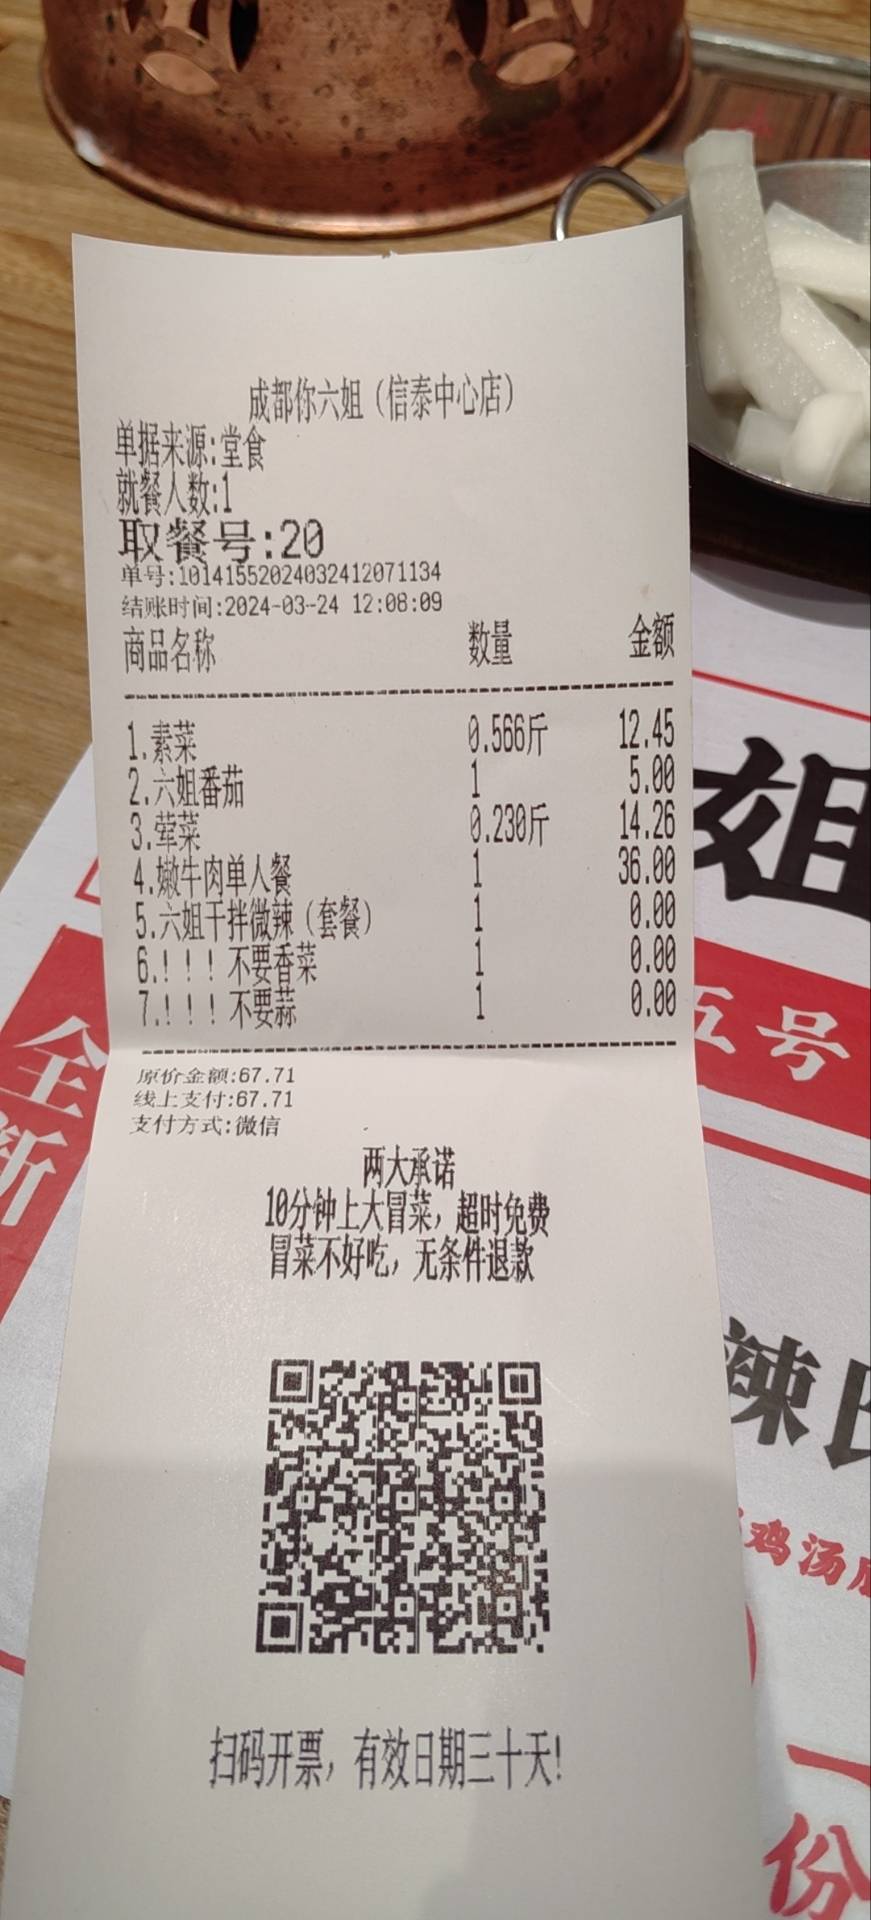 成都你六姐（信泰中心店）
单据来源:堂食
就餐人数:1
取餐号:20
单号:10141552024032412071134
结账时间:2024-03-24 12:08:09
商品名称 数量 金额
1.素菜 0.566斤 12.45
2.六姐番茄 1 5.00
3.荤菜 0.230斤 14.26
4.嫩牛肉单人餐 1 36.00
5.六姐干拌微辣（套餐） 1 0.00
6.！！！不要香菜 1 0.00
7.！！！不要蒜 1 0.00
原价金额:67.71
线上支付:67.71
支付方式:微信
两大承诺
10分钟上大冒菜，超时免费
冒菜不好吃，无条件退款
扫码开票，有效日期三十天!
姐
五号
全新
辣
鸡汤
份